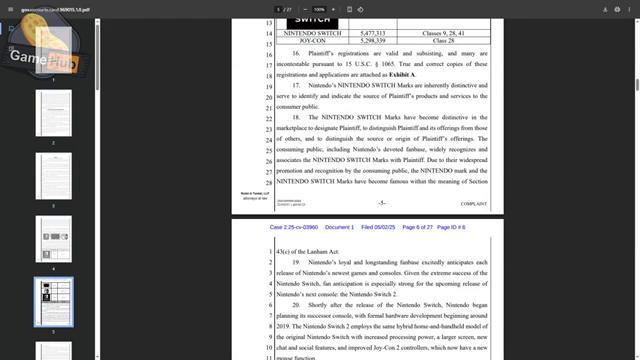 gov.uscourts.cacd.969015.1.0.pdf
5 / 27
100%
Game Hub
1
2
3
4
5
SWITCH
13
14 NINTENDO SWITCH 5,477,313 Classes 9, 28, 41
15 JOY-CON 5,298,339 Class 28
16 16. Plaintiff's registrations are valid and subsisting, and many are
17 incontestable pursuant to 15 U.S.C. § 1065. True and correct copies of these
18 registrations and applications are attached as Exhibit A.
19 17. Nintendo's NINTENDO SWITCH Marks are inherently distinctive and
20 serve to identify and indicate the source of Plaintiff's products and services to the
21 consumer public.
22 18. The NINTENDO SWITCH Marks have become distinctive in the
23 marketplace to designate Plaintiff, to distinguish Plaintiff and its offerings from those
24 of others, and to distinguish the source or origin of Plaintiff's offerings. The
25 consuming public, including Nintendo's devoted fanbase, widely recognizes and
26 associates the NINTENDO SWITCH Marks with Plaintiff. Due to their widespread
27 promotion and recognition by the consuming public, the NINTENDO mark and the
28 NINTENDO SWITCH Marks have become famous within the meaning of Section
attorneys at law
-5- COMPLAINT
Case 2:25-cv-03960 Document 1 Filed 05/02/25 Page 6 of 27 Page ID # 6
1 43(c) of the Lanham Act.
2 19. Nintendo's loyal and longstanding fanbase excitedly anticipates each
3 release of Nintendo's newest games and consoles. Given the extreme success of the
4 Nintendo Switch, fan anticipation is especially strong for the upcoming release of
5 Nintendo's next console: the Nintendo Switch 2.
6 20. Shortly after the release of the Nintendo Switch, Nintendo began
7 planning its successor console, with formal hardware development beginning around
8 2019. The Nintendo Switch 2 employs the same hybrid home-and-handheld model of
9 the original Nintendo Switch with increased processing power, a larger screen, new
10 chat and social features, and improved Joy-Con 2 controllers, which now have a new
11 mouse function.